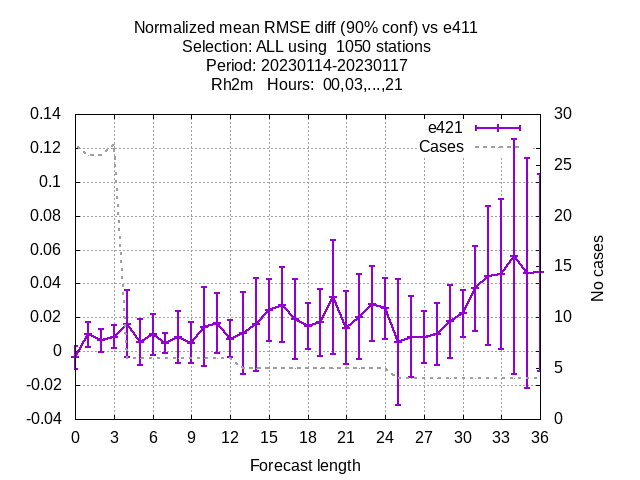 Normalized mean RMSE diff (90% conf) vs e411
Selection: ALL using  1050 stations
Period: 20230114-20230117
Rh2m   Hours:  00,03,...,21
0.14
0.12
0.1
0.08
0.06
0.04
0.02
0
-0.02
-0.04
e421
Cases
30
25
20
15
10
5
0
No cases
0 3 6 9 12 15 18 21 24 27 30 33 36
Forecast length